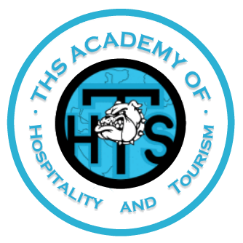 · THS ACADEMY OF ·
HTS
HOSPITALITY AND TOURISM